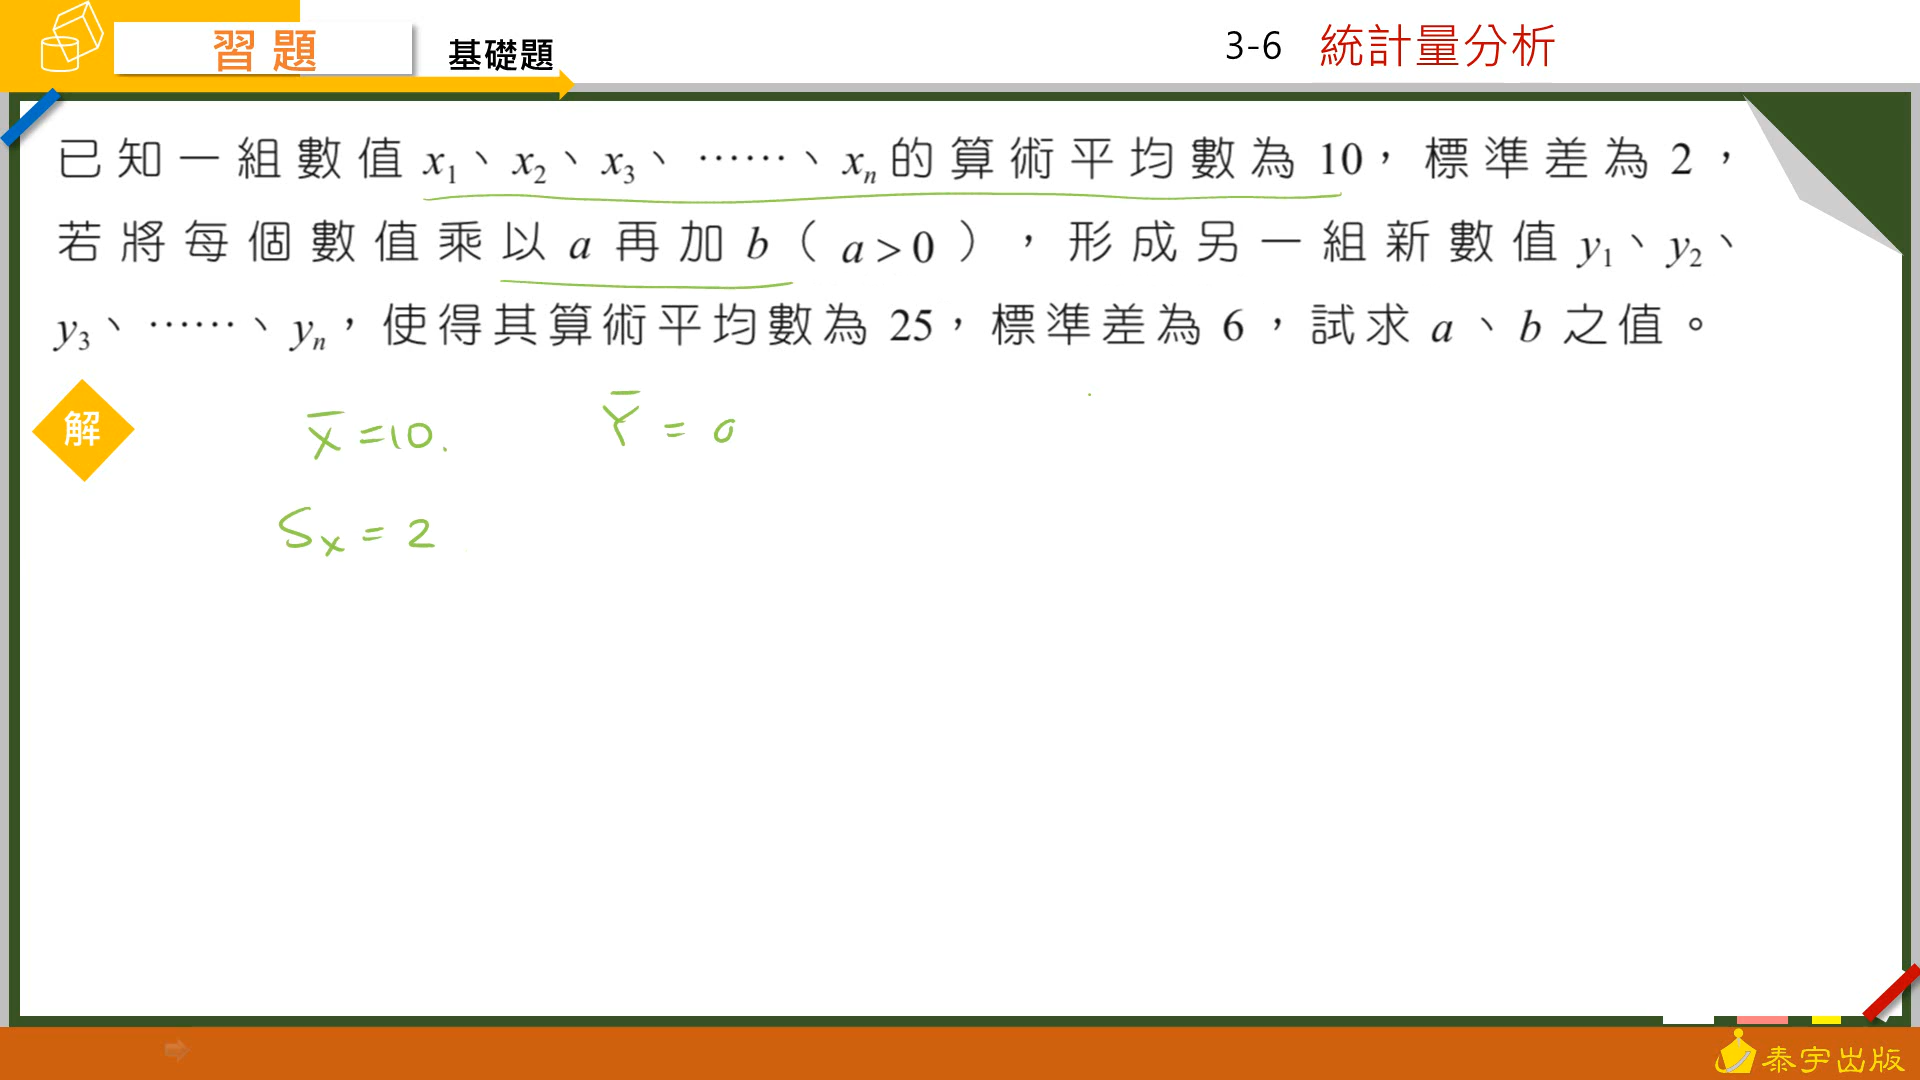 習題
基礎題
3-6 統計量分析
已知一組數值 x₁、x₂、x₃、……、xₙ 的算術平均數為 10，標準差為 2，
若將每個數值乘以 a 再加 b（a > 0），形成另一組新數值 y₁、y₂、
y₃、……、yₙ，使得其算術平均數為 25，標準差為 6，試求 a、b 之值。
解
X̄ = 10. Ȳ = a
Sₓ = 2
泰宇出版